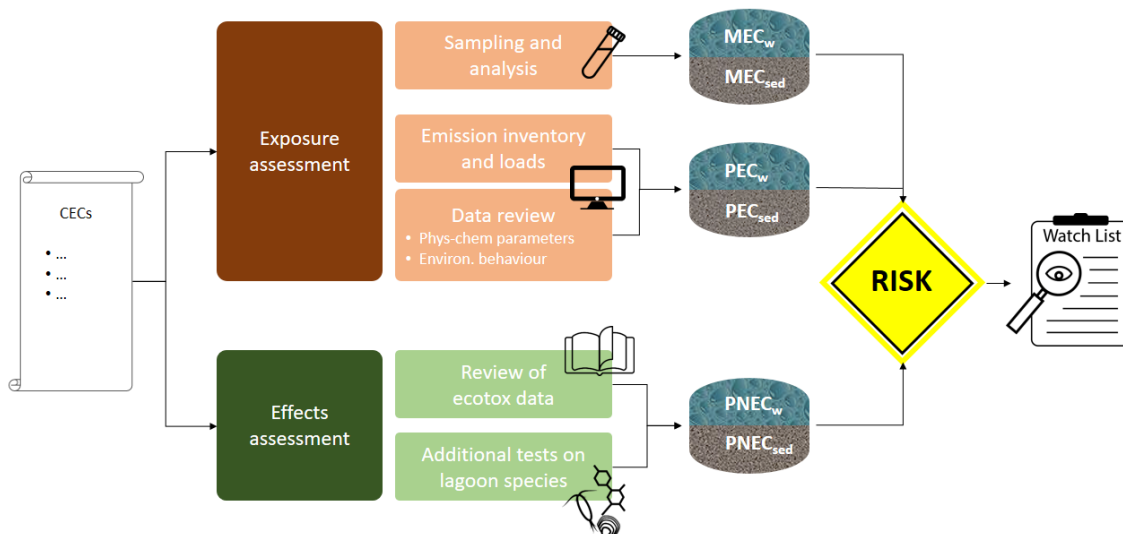 CECs
• ...
• ...
• ...
Exposure
assessment
Sampling and
analysis
Emission inventory
and loads
Data review
• Phys-chem parameters
• Environ. behaviour
MECw
MECsed
PECw
PECsed
Effects
assessment
Review of
ecotox data
Additional tests on
lagoon species
PNECw
PNECsed
RISK
Watch List